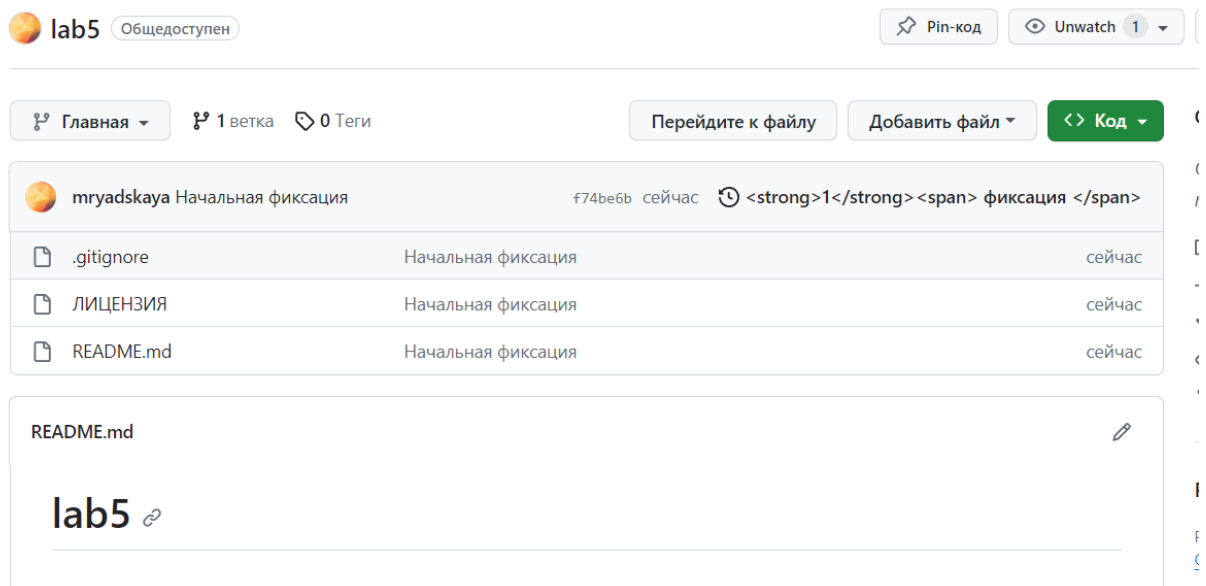 lab5 Общедоступен Pin-код Unwatch 1
Главная 1 ветка 0 Теги Перейдите к файлу Добавить файл <> Код
mryadskaya Начальная фиксация f74be6b сейчас <strong>1</strong><span> фиксация </span>
.gitignore Начальная фиксация сейчас
ЛИЦЕНЗИЯ Начальная фиксация сейчас
README.md Начальная фиксация сейчас
README.md
lab5